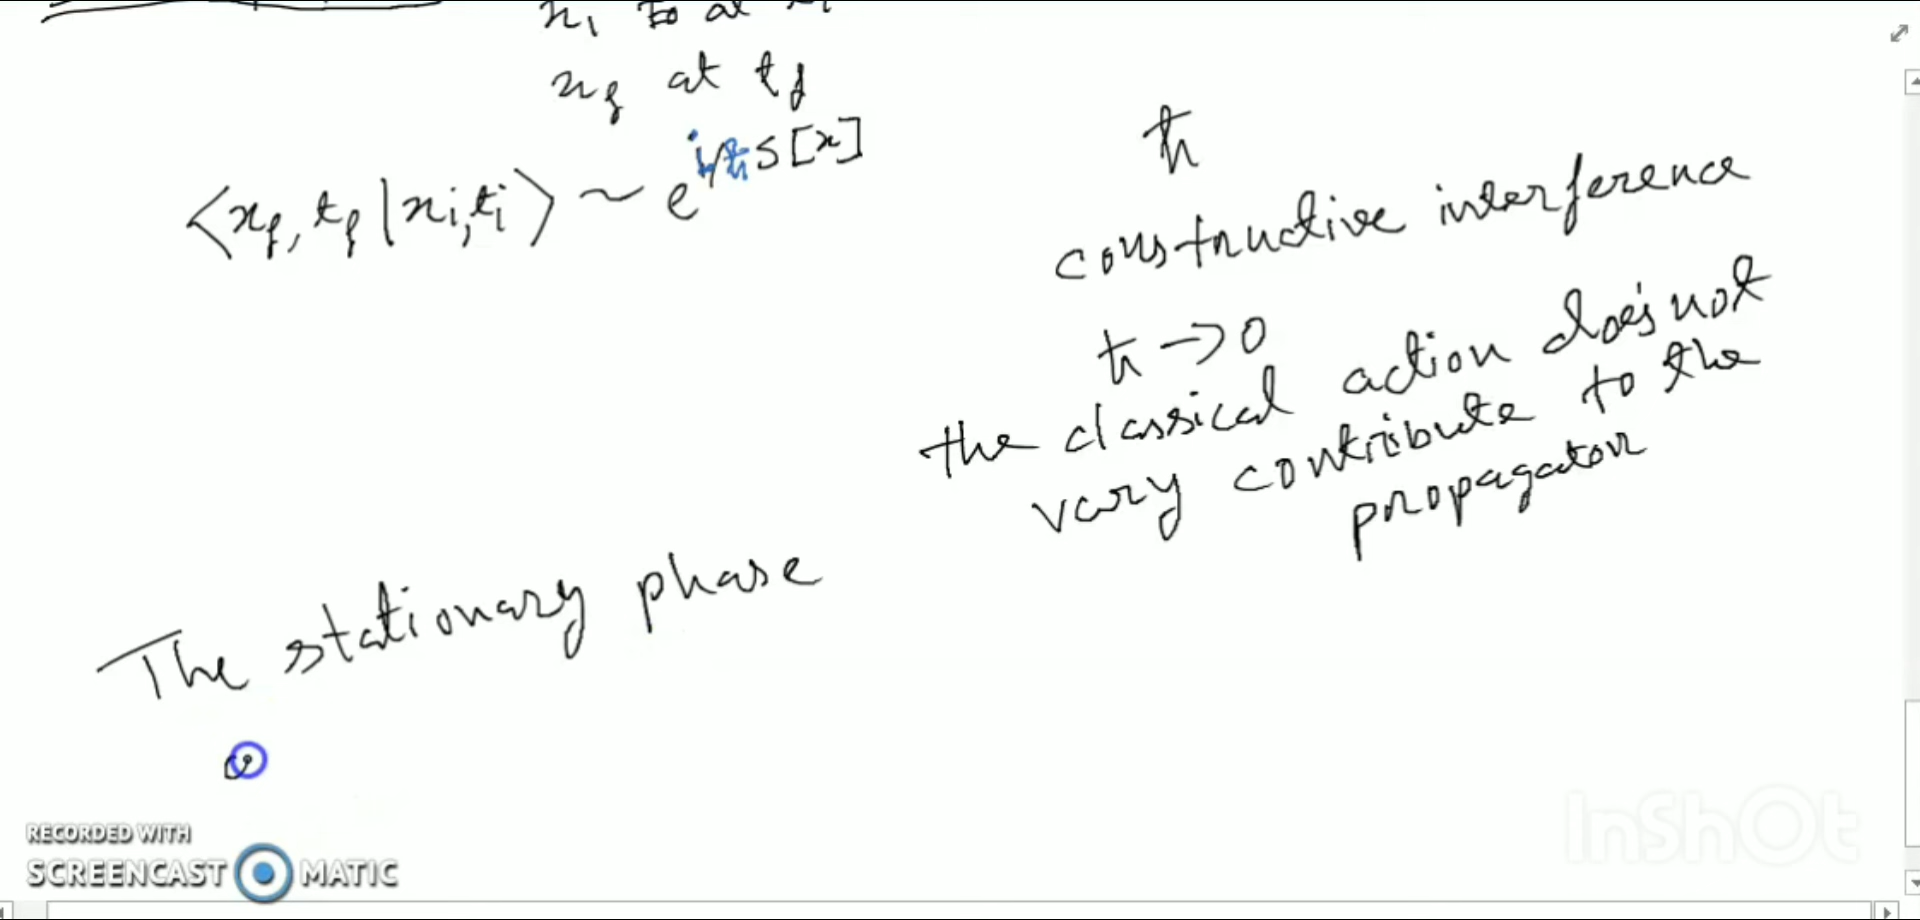 x_f at t_f
⟨x_f, t_f | x_i, t_i⟩ ~ e^{i/ħ S[x]}
ħ
constructive interference
ħ → 0
the classical action does not
vary contribute to the
propagator
The stationary phase
RECORDED WITH
SCREENCAST MATIC
InShOt